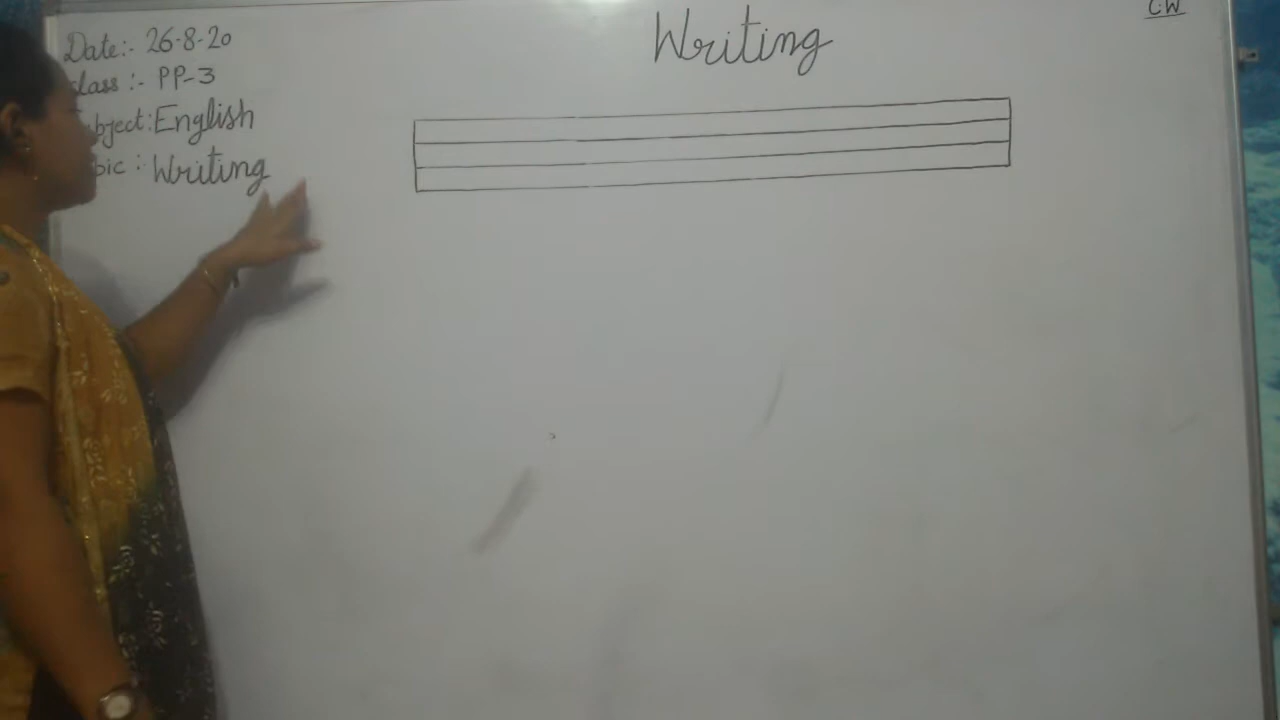 Date:- 26-8-20
Class :- PP-3
Subject: English
Topic : Writing
Writing
C.W